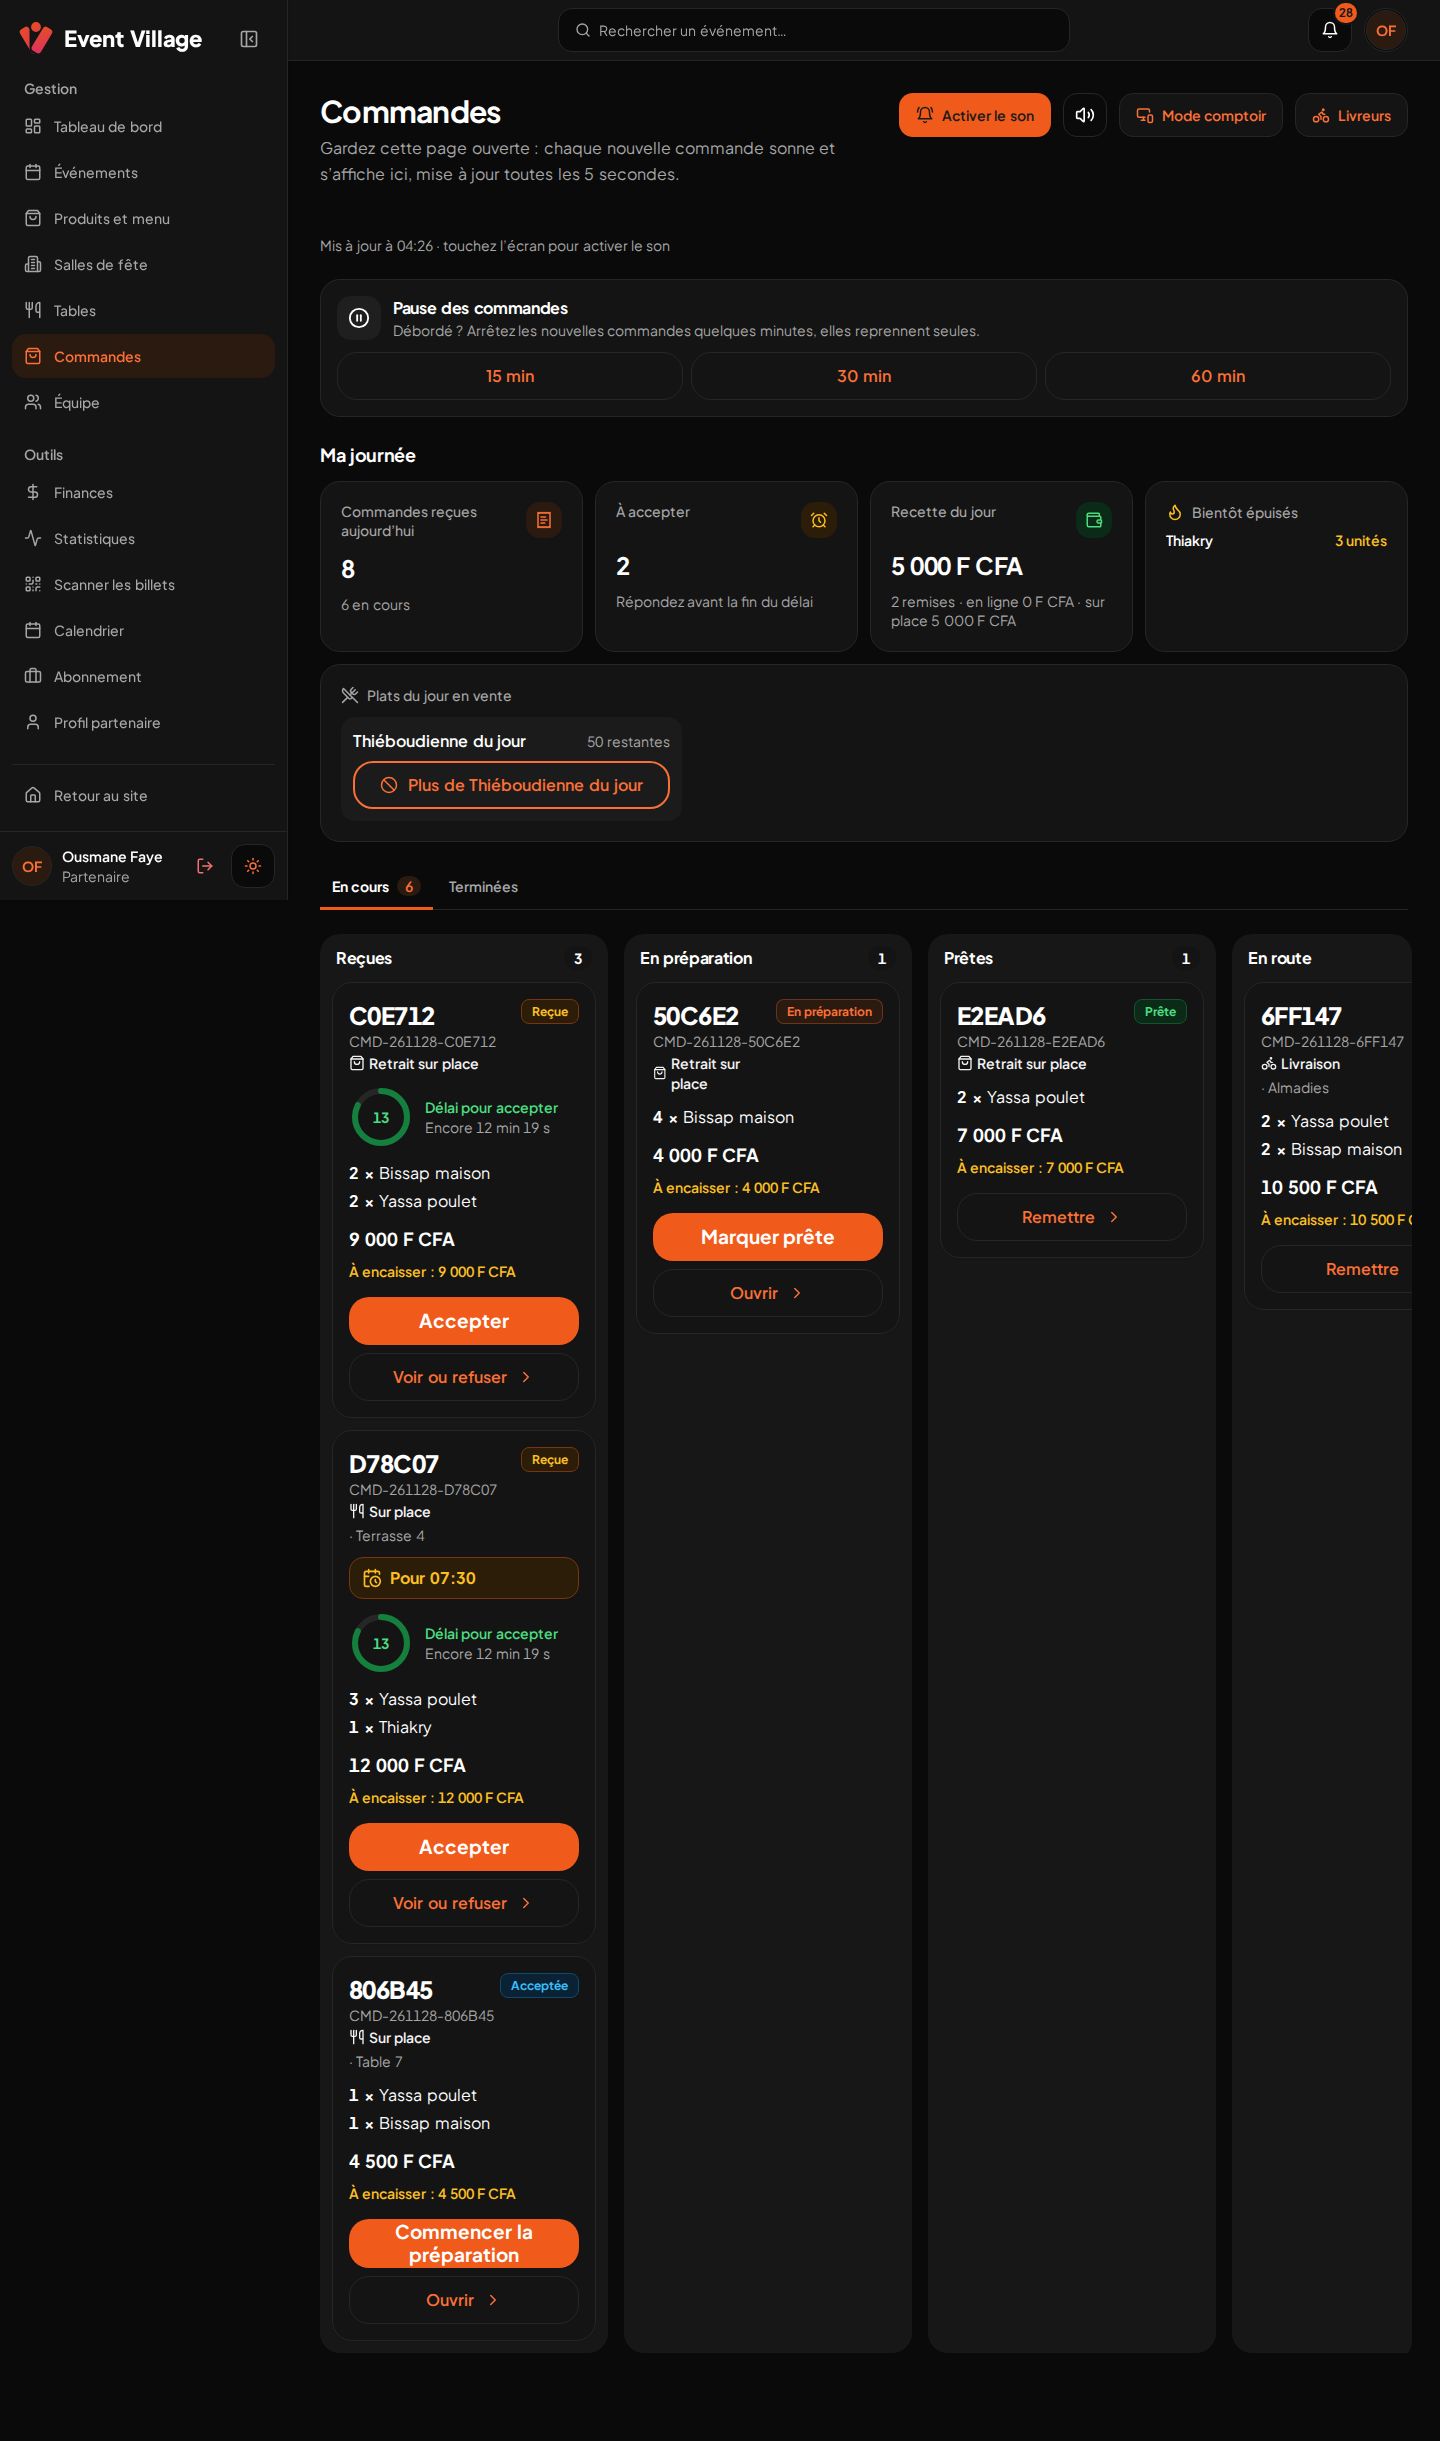 Event Village
Gestion
Tableau de bord
Événements
Produits et menu
Salles de fête
Tables
Commandes
Équipe
Outils
Finances
Statistiques
Scanner les billets
Calendrier
Abonnement
Profil partenaire
Retour au site
OF
Ousmane Faye
Partenaire
Rechercher un événement…
28
OF
Commandes
Gardez cette page ouverte : chaque nouvelle commande sonne et
s’affiche ici, mise à jour toutes les 5 secondes.
Activer le son
Mode comptoir
Livreurs
Mis à jour à 04:26 · touchez l’écran pour activer le son
Pause des commandes
Débordé ? Arrêtez les nouvelles commandes quelques minutes, elles reprennent seules.
15 min
30 min
60 min
Ma journée
Commandes reçues
aujourd’hui
8
6 en cours
À accepter
2
Répondez avant la fin du délai
Recette du jour
5 000 F CFA
2 remises · en ligne 0 F CFA · sur
place 5 000 F CFA
Bientôt épuisés
Thiakry 3 unités
Plats du jour en vente
Thiéboudienne du jour 50 restantes
Plus de Thiéboudienne du jour
En cours 6 Terminées
Reçues 3
C0E712 Reçue
CMD-261128-C0E712
Retrait sur place
13
Délai pour accepter
Encore 12 min 19 s
2 × Bissap maison
2 × Yassa poulet
9 000 F CFA
À encaisser : 9 000 F CFA
Accepter
Voir ou refuser
D78C07 Reçue
CMD-261128-D78C07
Sur place
· Terrasse 4
Pour 07:30
13
Délai pour accepter
Encore 12 min 19 s
3 × Yassa poulet
1 × Thiakry
12 000 F CFA
À encaisser : 12 000 F CFA
Accepter
Voir ou refuser
806B45 Acceptée
CMD-261128-806B45
Sur place
· Table 7
1 × Yassa poulet
1 × Bissap maison
4 500 F CFA
À encaisser : 4 500 F CFA
Commencer la
préparation
Ouvrir
En préparation 1
50C6E2 En préparation
CMD-261128-50C6E2
Retrait sur
place
4 × Bissap maison
4 000 F CFA
À encaisser : 4 000 F CFA
Marquer prête
Ouvrir
Prêtes 1
E2EAD6 Prête
CMD-261128-E2EAD6
Retrait sur place
2 × Yassa poulet
7 000 F CFA
À encaisser : 7 000 F CFA
Remettre
En route
6FF147
CMD-261128-6FF147
Livraison
· Almadies
2 × Yassa poulet
2 × Bissap maison
10 500 F CFA
À encaisser : 10 500 F
Remettre